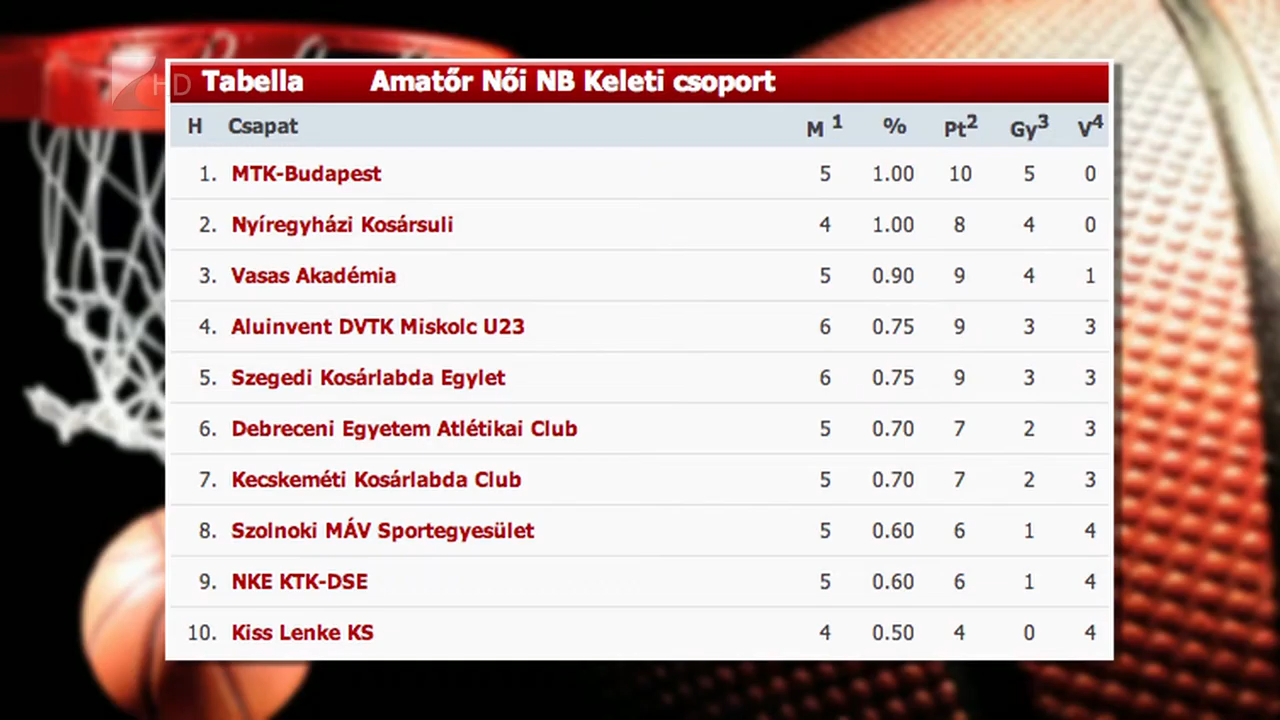 HD
Tabella Amatőr Női NB Keleti csoport
H Csapat M 1 % Pt2 Gy3 V4
1. MTK-Budapest 5 1.00 10 5 0
2. Nyíregyházi Kosársuli 4 1.00 8 4 0
3. Vasas Akadémia 5 0.90 9 4 1
4. Aluinvent DVTK Miskolc U23 6 0.75 9 3 3
5. Szegedi Kosárlabda Egylet 6 0.75 9 3 3
6. Debreceni Egyetem Atlétikai Club 5 0.70 7 2 3
7. Kecskeméti Kosárlabda Club 5 0.70 7 2 3
8. Szolnoki MÁV Sportegyesület 5 0.60 6 1 4
9. NKE KTK-DSE 5 0.60 6 1 4
10. Kiss Lenke KS 4 0.50 4 0 4